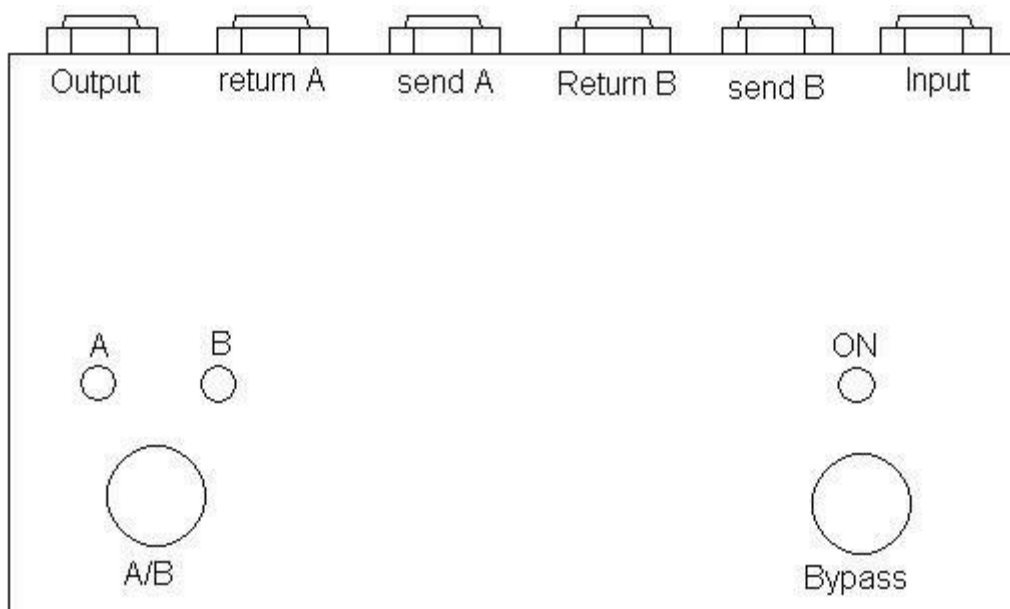 Output return A send A Return B send B Input
A B ON
A/B Bypass